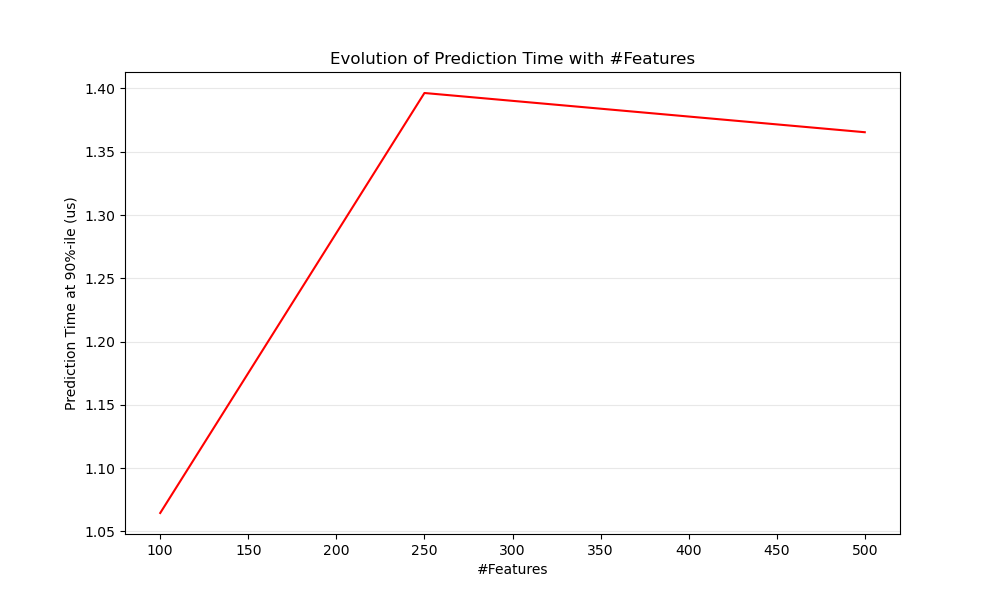 Evolution of Prediction Time with #Features
Prediction Time at 90%-ile (us)
1.40
1.35
1.30
1.25
1.20
1.15
1.10
1.05
100 150 200 250 300 350 400 450 500
#Features